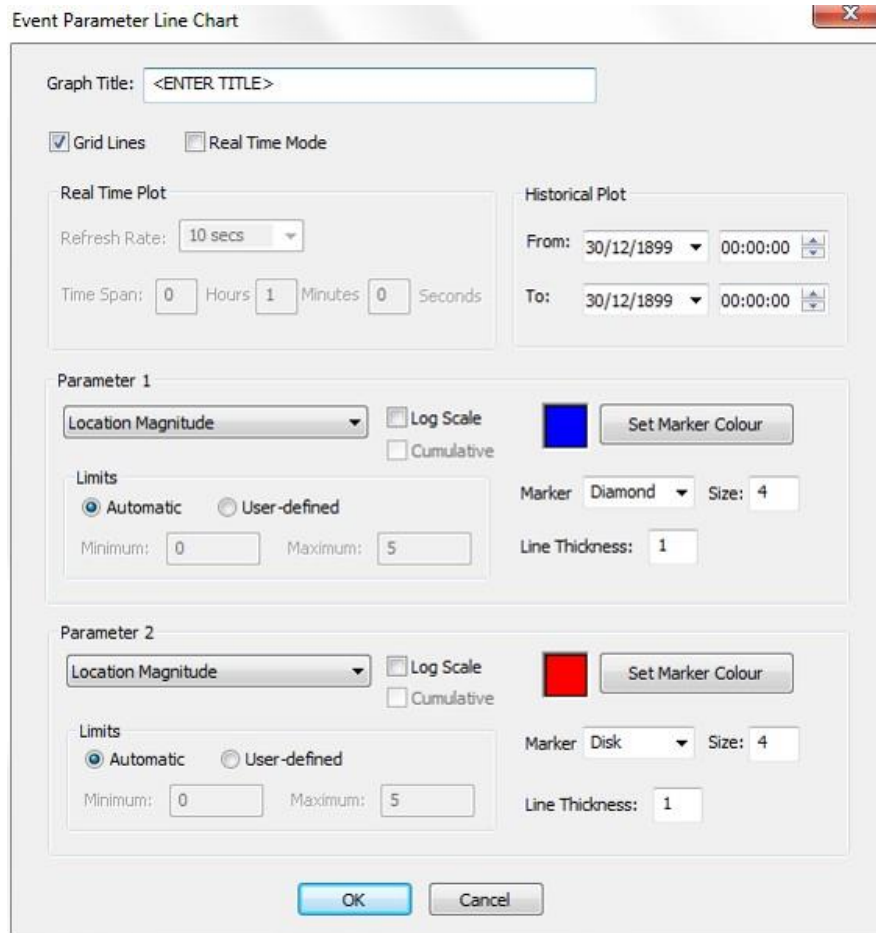 Event Parameter Line Chart
X
Graph Title: <ENTER TITLE>
Grid Lines Real Time Mode
Real Time Plot
Refresh Rate: 10 secs
Time Span: 0 Hours 1 Minutes 0 Seconds
Historical Plot
From: 30/12/1899 00:00:00
To: 30/12/1899 00:00:00
Parameter 1
Location Magnitude
Log Scale
Cumulative
Set Marker Colour
Limits
Automatic User-defined
Minimum: 0 Maximum: 5
Marker Diamond Size: 4
Line Thickness: 1
Parameter 2
Location Magnitude
Log Scale
Cumulative
Set Marker Colour
Limits
Automatic User-defined
Minimum: 0 Maximum: 5
Marker Disk Size: 4
Line Thickness: 1
OK Cancel